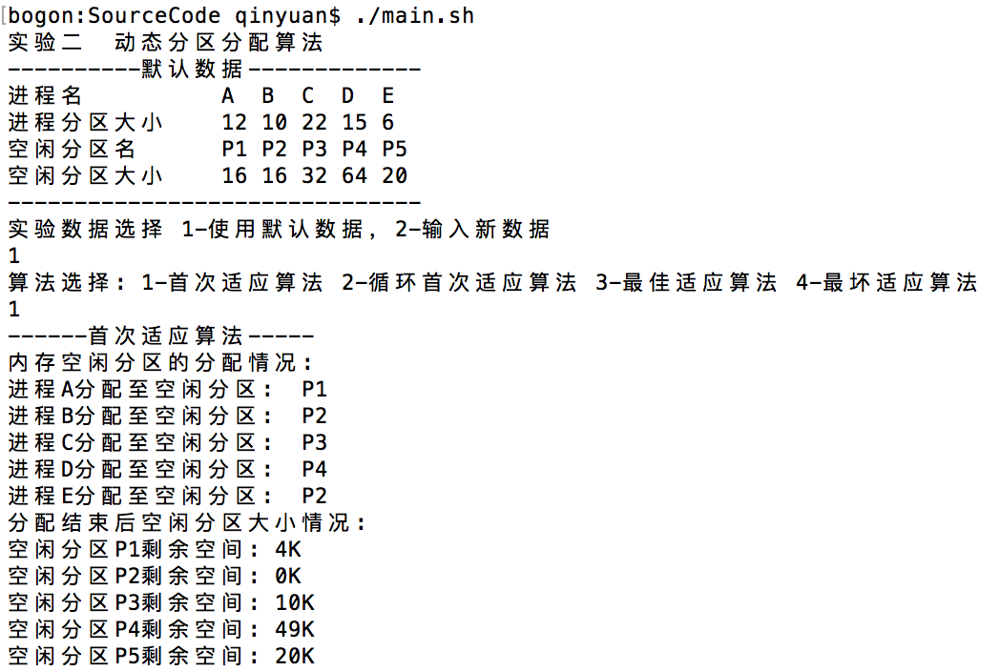 bogon:SourceCode qinyuan$ ./main.sh
实验二  动态分区分配算法
----------默认数据-------------
进程名          A  B  C  D  E
进程分区大小    12 10 22 15 6
空闲分区名      P1 P2 P3 P4 P5
空闲分区大小    16 16 32 64 20
-------------------------------
实验数据选择 1-使用默认数据, 2-输入新数据
1
算法选择: 1-首次适应算法 2-循环首次适应算法 3-最佳适应算法 4-最坏适应算法
1
------首次适应算法-----
内存空闲分区的分配情况:
进程A分配至空闲分区:  P1
进程B分配至空闲分区:  P2
进程C分配至空闲分区:  P3
进程D分配至空闲分区:  P4
进程E分配至空闲分区:  P2
分配结束后空闲分区大小情况:
空闲分区P1剩余空间: 4K
空闲分区P2剩余空间: 0K
空闲分区P3剩余空间: 10K
空闲分区P4剩余空间: 49K
空闲分区P5剩余空间: 20K